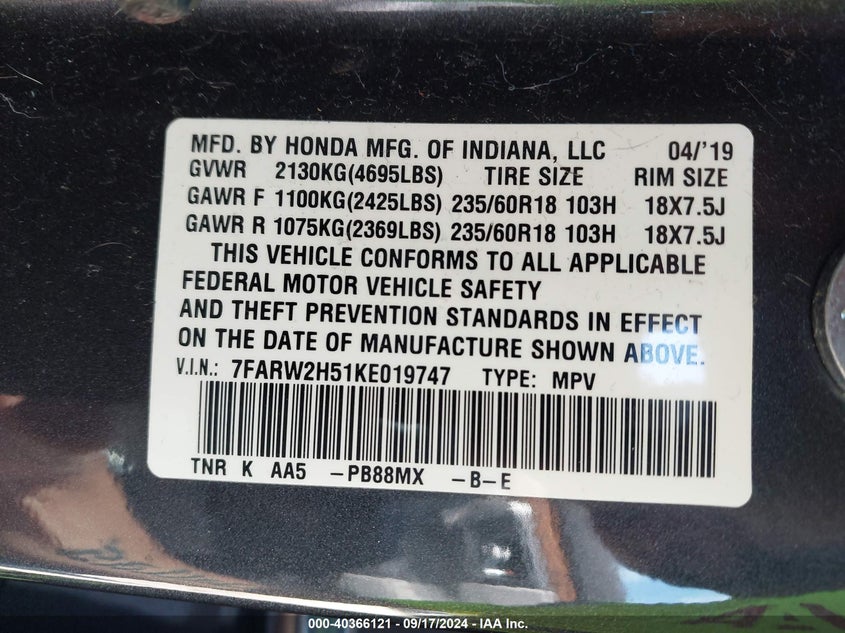 MFD. BY HONDA MFG. OF INDIANA, LLC 04/'19
GVWR 2130KG(4695LBS) TIRE SIZE RIM SIZE
GAWR F 1100KG(2425LBS) 235/60R18 103H 18X7.5J
GAWR R 1075KG(2369LBS) 235/60R18 103H 18X7.5J
THIS VEHICLE CONFORMS TO ALL APPLICABLE
FEDERAL MOTOR VEHICLE SAFETY
AND THEFT PREVENTION STANDARDS IN EFFECT
ON THE DATE OF MANUFACTURE SHOWN ABOVE.
V.I.N.: 7FARW2H51KE019747 TYPE: MPV
TNR K AA5 -PB88MX -B-E
000-40366121 - 09/17/2024 - IAA Inc.